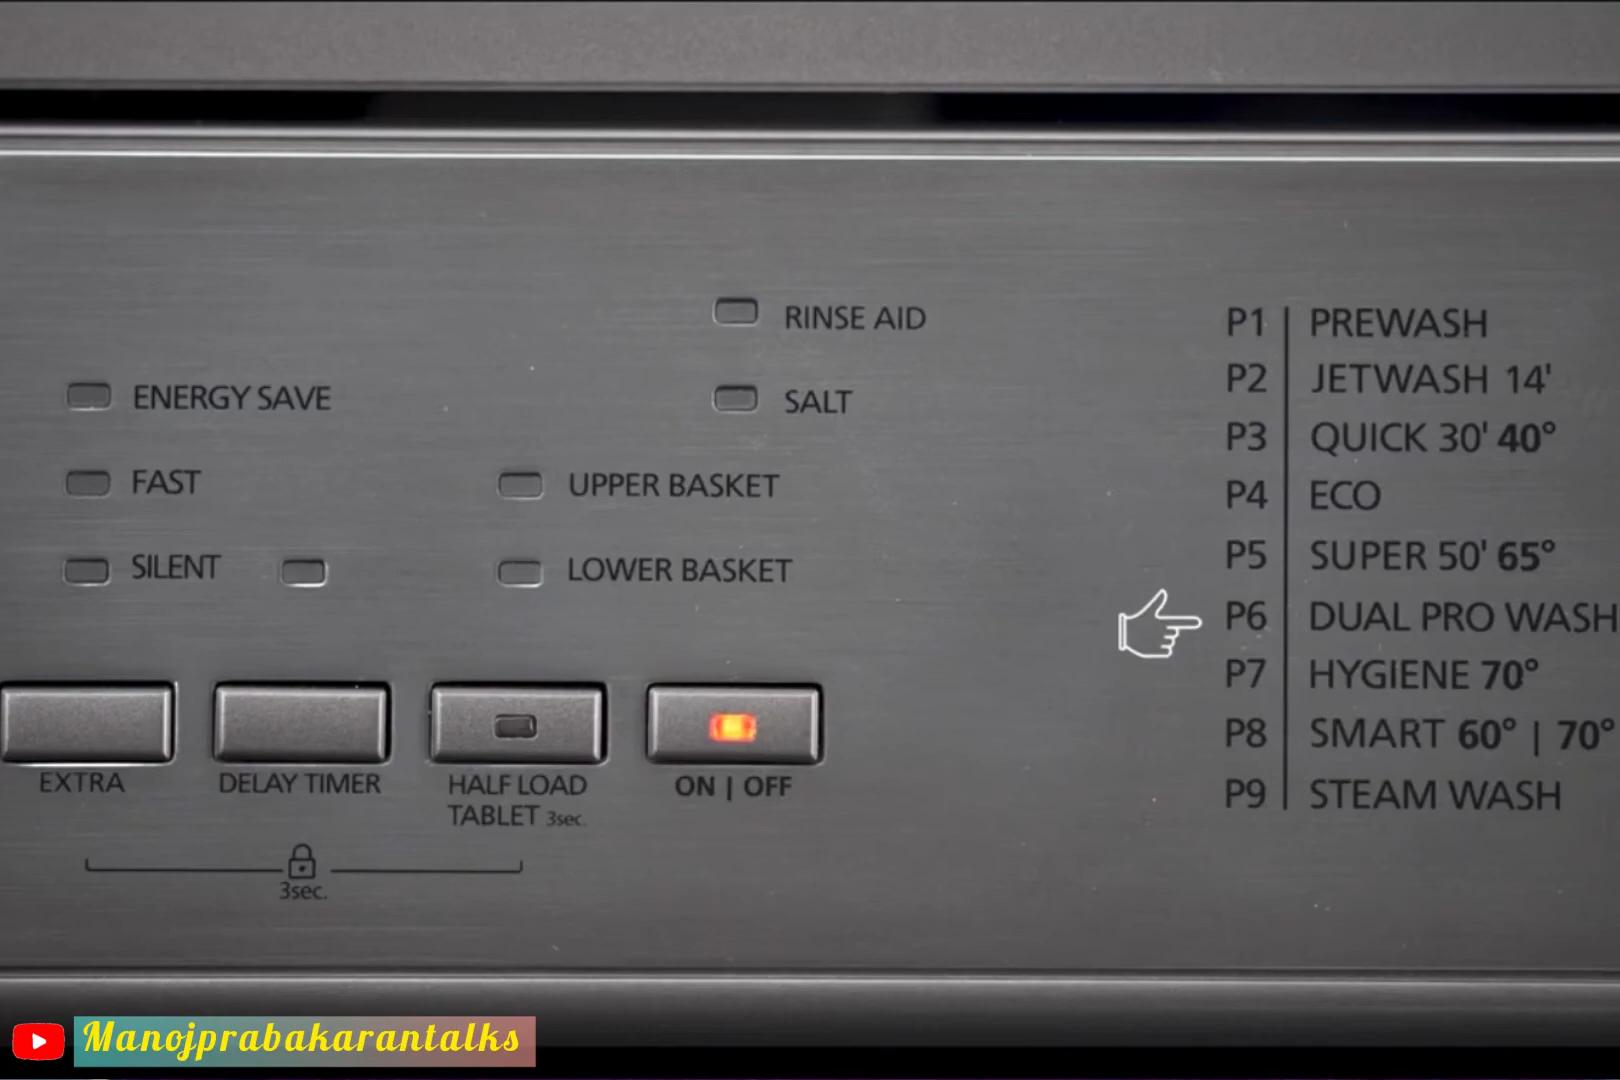 RINSE AID
ENERGY SAVE
SALT
FAST
UPPER BASKET
SILENT
LOWER BASKET
EXTRA
DELAY TIMER
HALF LOAD
TABLET 3sec.
ON | OFF
3sec.
P1 | PREWASH
P2 | JETWASH 14'
P3 | QUICK 30' 40°
P4 | ECO
P5 | SUPER 50' 65°
P6 | DUAL PRO WASH
P7 | HYGIENE 70°
P8 | SMART 60° | 70°
P9 | STEAM WASH
Manojprabakarantalks